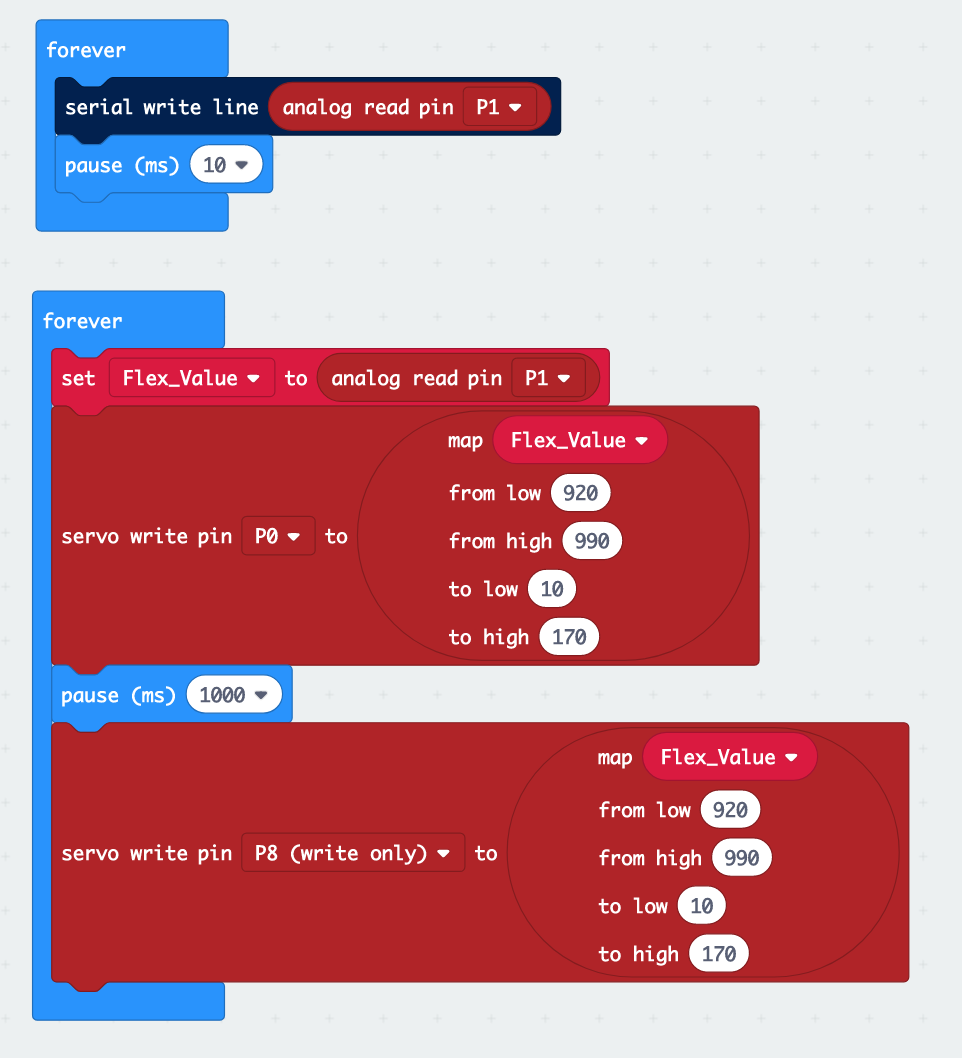 forever
serial write line analog read pin P1
pause (ms) 10
forever
set Flex_Value to analog read pin P1
servo write pin P0 to map Flex_Value
from low 920
from high 990
to low 10
to high 170
pause (ms) 1000
servo write pin P8 (write only) to map Flex_Value
from low 920
from high 990
to low 10
to high 170